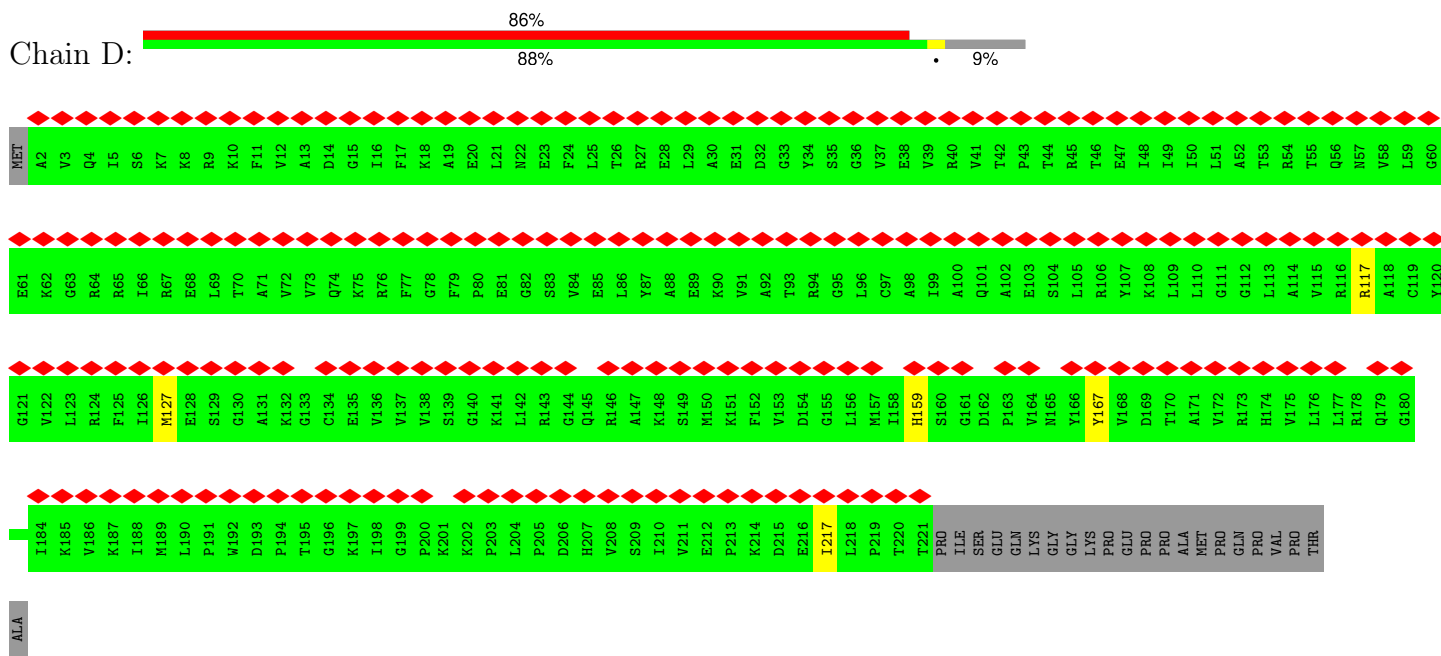 86%
Chain D:
88% • 9%
MET A2 V3 Q4 I5 S6 K7 K8 R9 K10 F11 V12 A13 D14 G15 I16 F17 K18 A19 E20 L21 N22 E23 F24 L25 T26 R27 E28 L29 A30 E31 D32 G33 Y34 S35 G36 V37 E38 V39 R40 V41 T42 P43 T44 R45 T46 E47 I48 I49 I50 L51 A52 T53 R54 T55 Q56 N57 V58 L59 G60
E61 K62 G63 R64 R65 I66 R67 E68 L69 T70 A71 V72 V73 Q74 K75 R76 F77 G78 F79 P80 E81 G82 S83 V84 E85 L86 Y87 A88 E89 K90 V91 A92 T93 R94 G95 L96 C97 A98 I99 A100 Q101 A102 E103 S104 L105 R106 Y107 K108 L109 L110 G111 G112 L113 A114 V115 R116 R117 A118 C119 Y120
G121 V122 L123 R124 F125 I126 M127 E128 S129 G130 A131 K132 G133 C134 E135 V136 V137 V138 S139 G140 K141 L142 R143 G144 Q145 R146 A147 K148 S149 M150 K151 F152 V153 D154 G155 L156 M157 I158 H159 S160 G161 D162 P163 V164 N165 Y166 Y167 V168 D169 T170 A171 V172 R173 H174 V175 L176 L177 R178 Q179 G180
I184 K185 V186 K187 I188 M189 L190 P191 W192 D193 P194 T195 G196 K197 I198 G199 P200 K201 K202 P203 L204 P205 D206 H207 V208 S209 I210 V211 E212 P213 K214 D215 E216 I217 L218 P219 T220 T221 PRO ILE SER GLU GLN LYS GLY GLY LYS PRO GLU PRO PRO ALA MET PRO GLN PRO VAL PRO THR
ALA